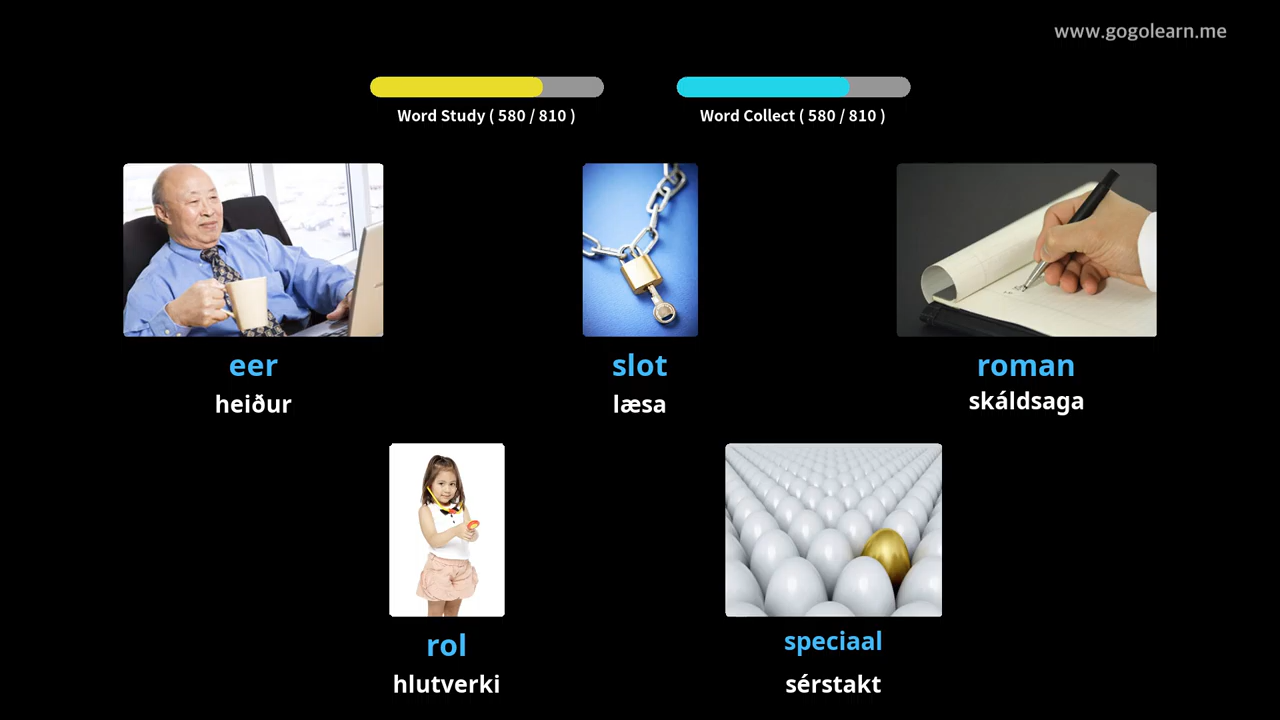 www.gogolearn.me
Word Study ( 580 / 810 )
Word Collect ( 580 / 810 )
eer
heiður
slot
læsa
roman
skáldsaga
rol
hlutverki
speciaal
sérstakt